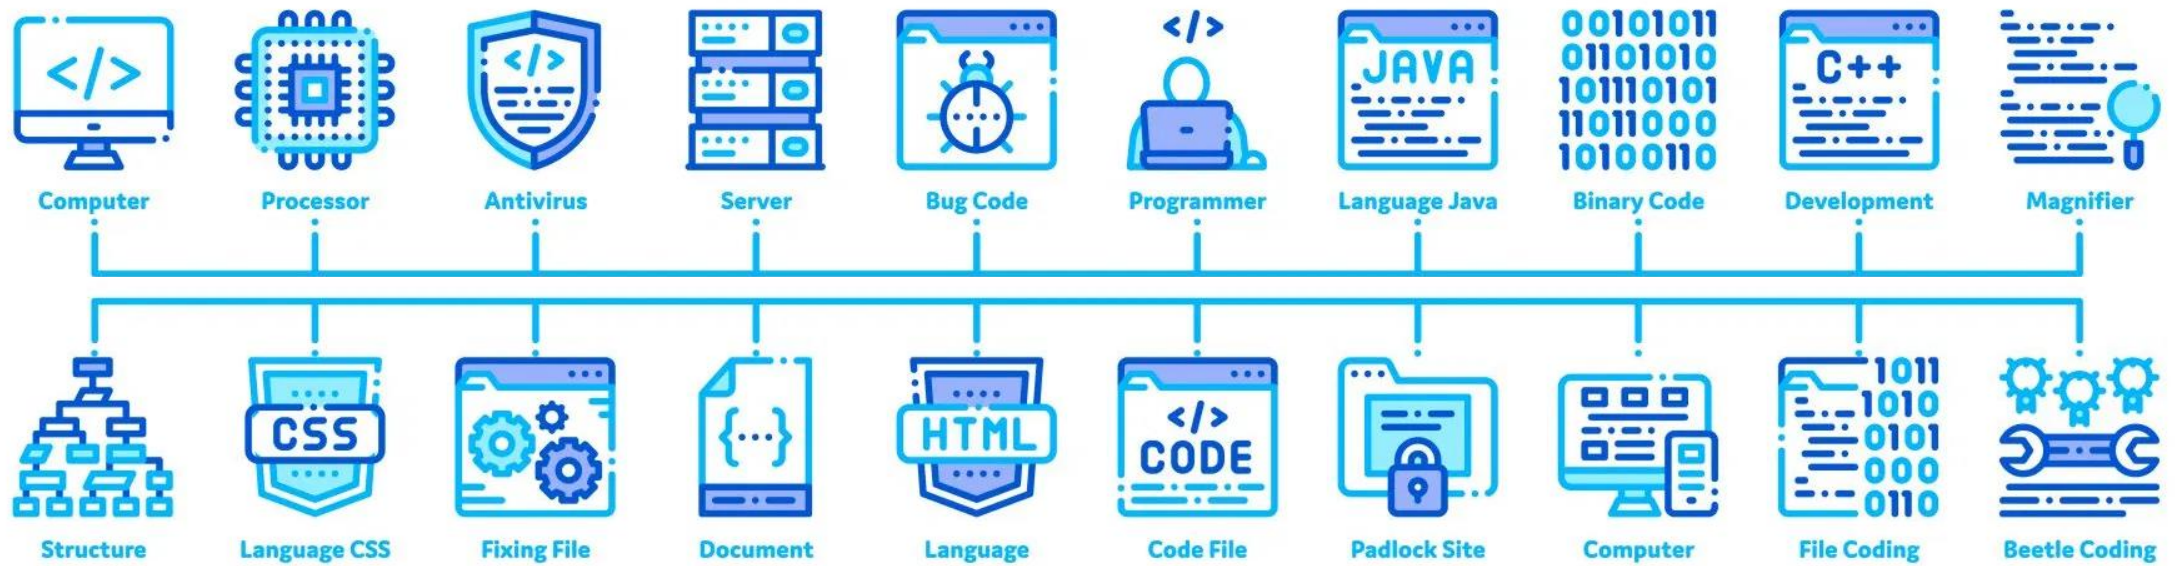 </>
</>
</>
JAVA
00101011
01101010
101110101
11011000
10100110
C++
Computer
Processor
Antivirus
Server
Bug Code
Programmer
Language Java
Binary Code
Development
Magnifier
CSS
{...}
HTML
</>
CODE
1011
1010
0101
000
0110
Structure
Language CSS
Fixing File
Document
Language
Code File
Padlock Site
Computer
File Coding
Beetle Coding